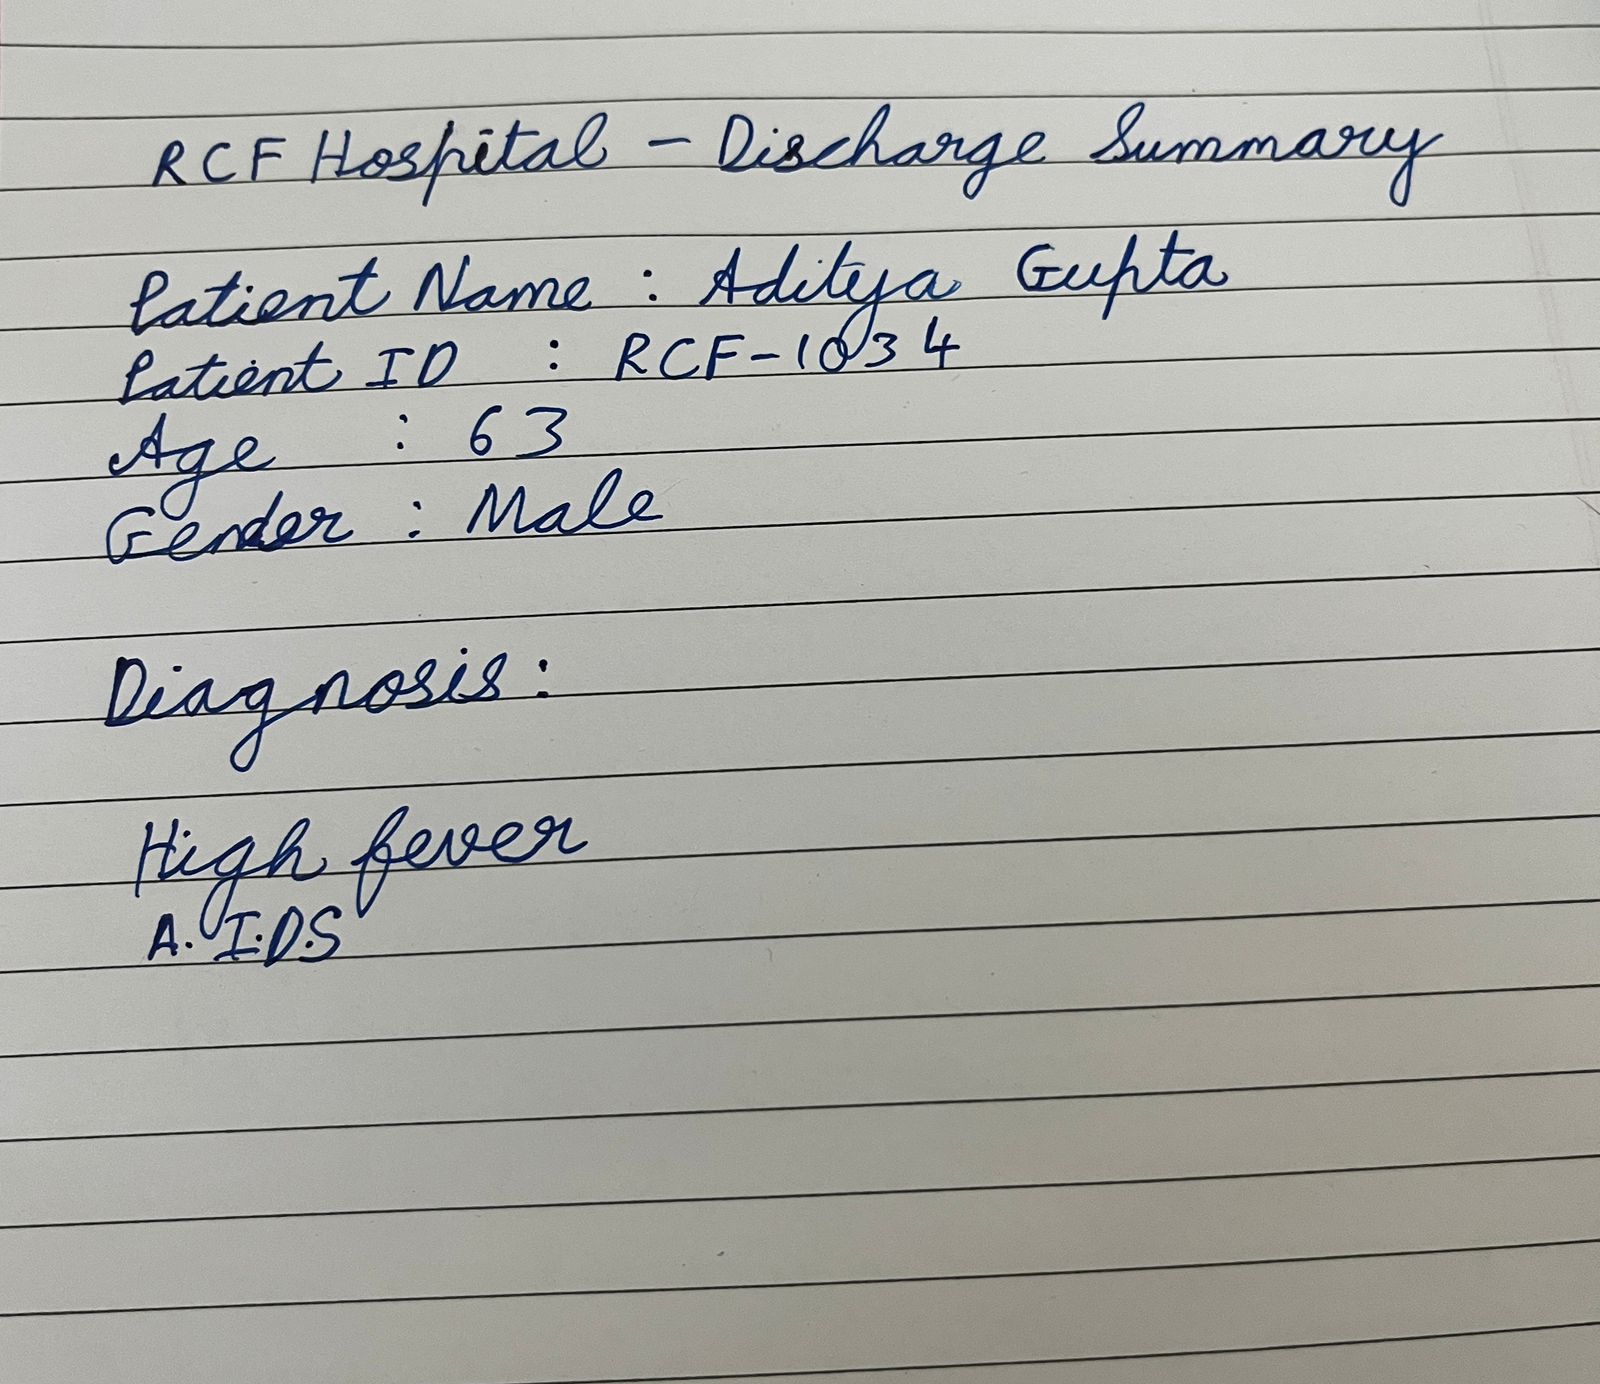 RCF Hospital - Discharge Summary
Patient Name : Aditya Gupta
Patient ID : RCF-1034
Age : 63
Gender : Male
Diagnosis :
High fever
A.I.D.S